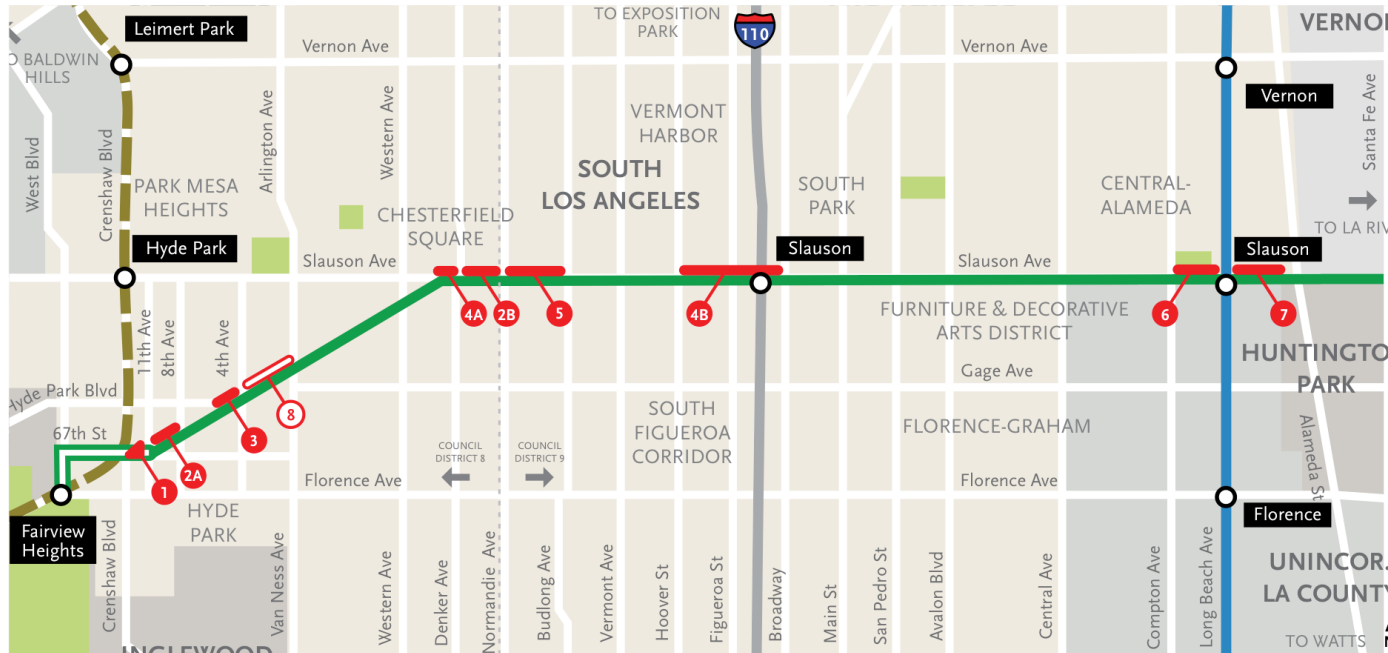 Leimert Park
TO EXPOSITION
PARK
110
VERNO
Vernon Ave
Vernon Ave
O BALDWIN
HILLS
Vernon
West Blvd
Crenshaw Blvd
Arlington Ave
Western Ave
VERMONT
HARBOR
Santa Fe Ave
PARK MESA
HEIGHTS
SOUTH
LOS ANGELES
SOUTH
PARK
CENTRAL-
ALAMEDA
CHESTERFIELD
SQUARE
TO LA RIV
Hyde Park
Slauson
Slauson
Slauson Ave
Slauson Ave
4A
2B
5
4B
6
7
FURNITURE & DECORATIVE
ARTS DISTRICT
11th Ave
8th Ave
4th Ave
HUNTINGTO
PARK
Gage Ave
Hyde Park Blvd
8
67th St
3
SOUTH
FIGUEROA
CORRIDOR
FLORENCE-GRAHAM
Alameda St
COUNCIL
DISTRICT 8
COUNCIL
DISTRICT 9
2A
1
Florence Ave
Florence Ave
HYDE
PARK
Florence
Fairview
Heights
Crenshaw Blvd
Van Ness Ave
Western Ave
Denker Ave
Normandie Ave
Budlong Ave
Vermont Ave
Hoover St
Figueroa St
Broadway
Main St
San Pedro St
Avalon Blvd
Central Ave
Compton Ave
Long Beach Ave
UNINCOR.
LA COUNTY
TO WATTS
INGLEWOOD